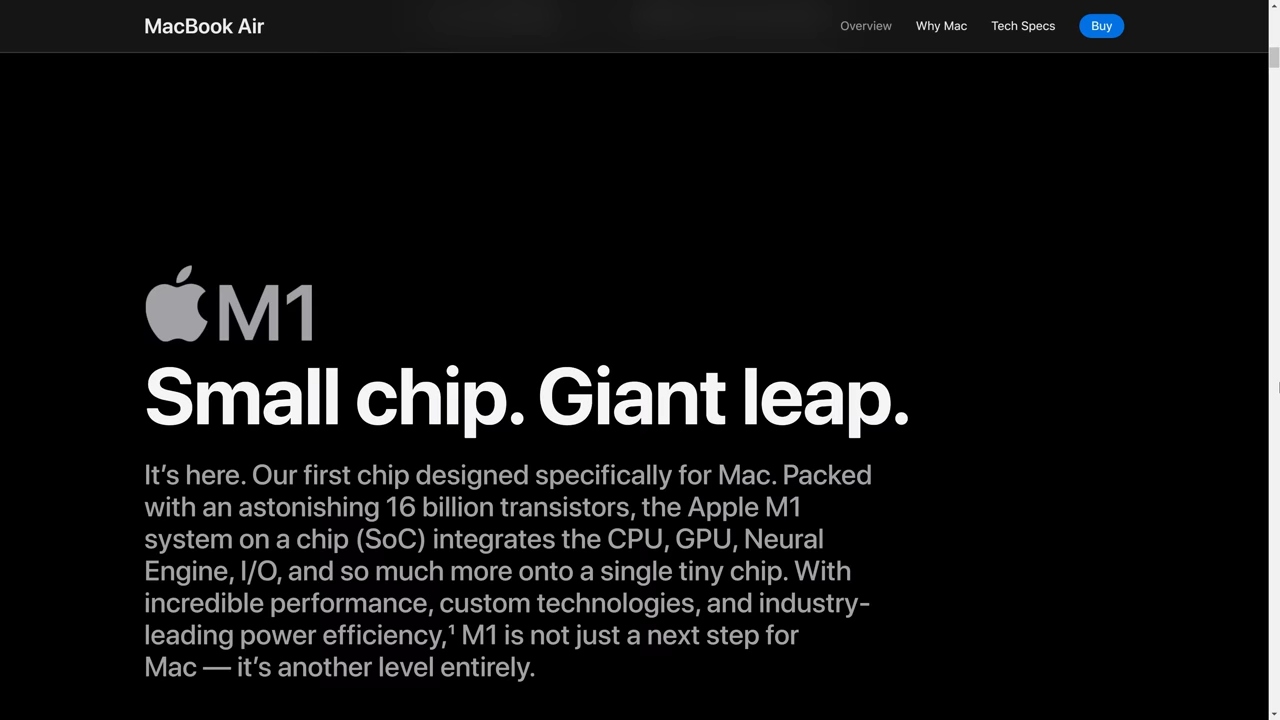 MacBook Air
Overview
Why Mac
Tech Specs
Buy
M1
Small chip. Giant leap.
It’s here. Our first chip designed specifically for Mac. Packed
with an astonishing 16 billion transistors, the Apple M1
system on a chip (SoC) integrates the CPU, GPU, Neural
Engine, I/O, and so much more onto a single tiny chip. With
incredible performance, custom technologies, and industry-
leading power efficiency,¹ M1 is not just a next step for
Mac — it’s another level entirely.